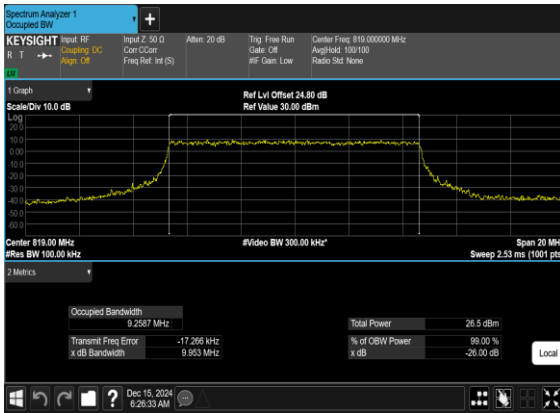 Spectrum Analyzer 1
Occupied BW
KEYSIGHT
R T
LXI
Input: RF
Coupling: DC
Align: Off
Input Z: 50 Ω
Corr CCorr
Freq Ref: Int (S)
Atten: 20 dB
Trig: Free Run
Gate: Off
#IF Gain: Low
Center Freq: 819.000000 MHz
Avg|Hold: 100/100
Radio Std: None
1 Graph
Scale/Div 10.0 dB
Ref Lvl Offset 24.80 dB
Ref Value 30.00 dBm
Log
20.0
10.0
0.00
-10.0
-20.0
-30.0
-40.0
-50.0
-60.0
Center 819.00 MHz
#Res BW 100.00 kHz
#Video BW 300.00 kHz*
Span 20 MH
Sweep 2.53 ms (1001 pts
2 Metrics
Occupied Bandwidth
9.2587 MHz
Transmit Freq Error -17.266 kHz
x dB Bandwidth 9.953 MHz
Total Power 26.5 dBm
% of OBW Power 99.00 %
x dB -26.00 dB
Local
?
Dec 15, 2024
6:26:33 AM